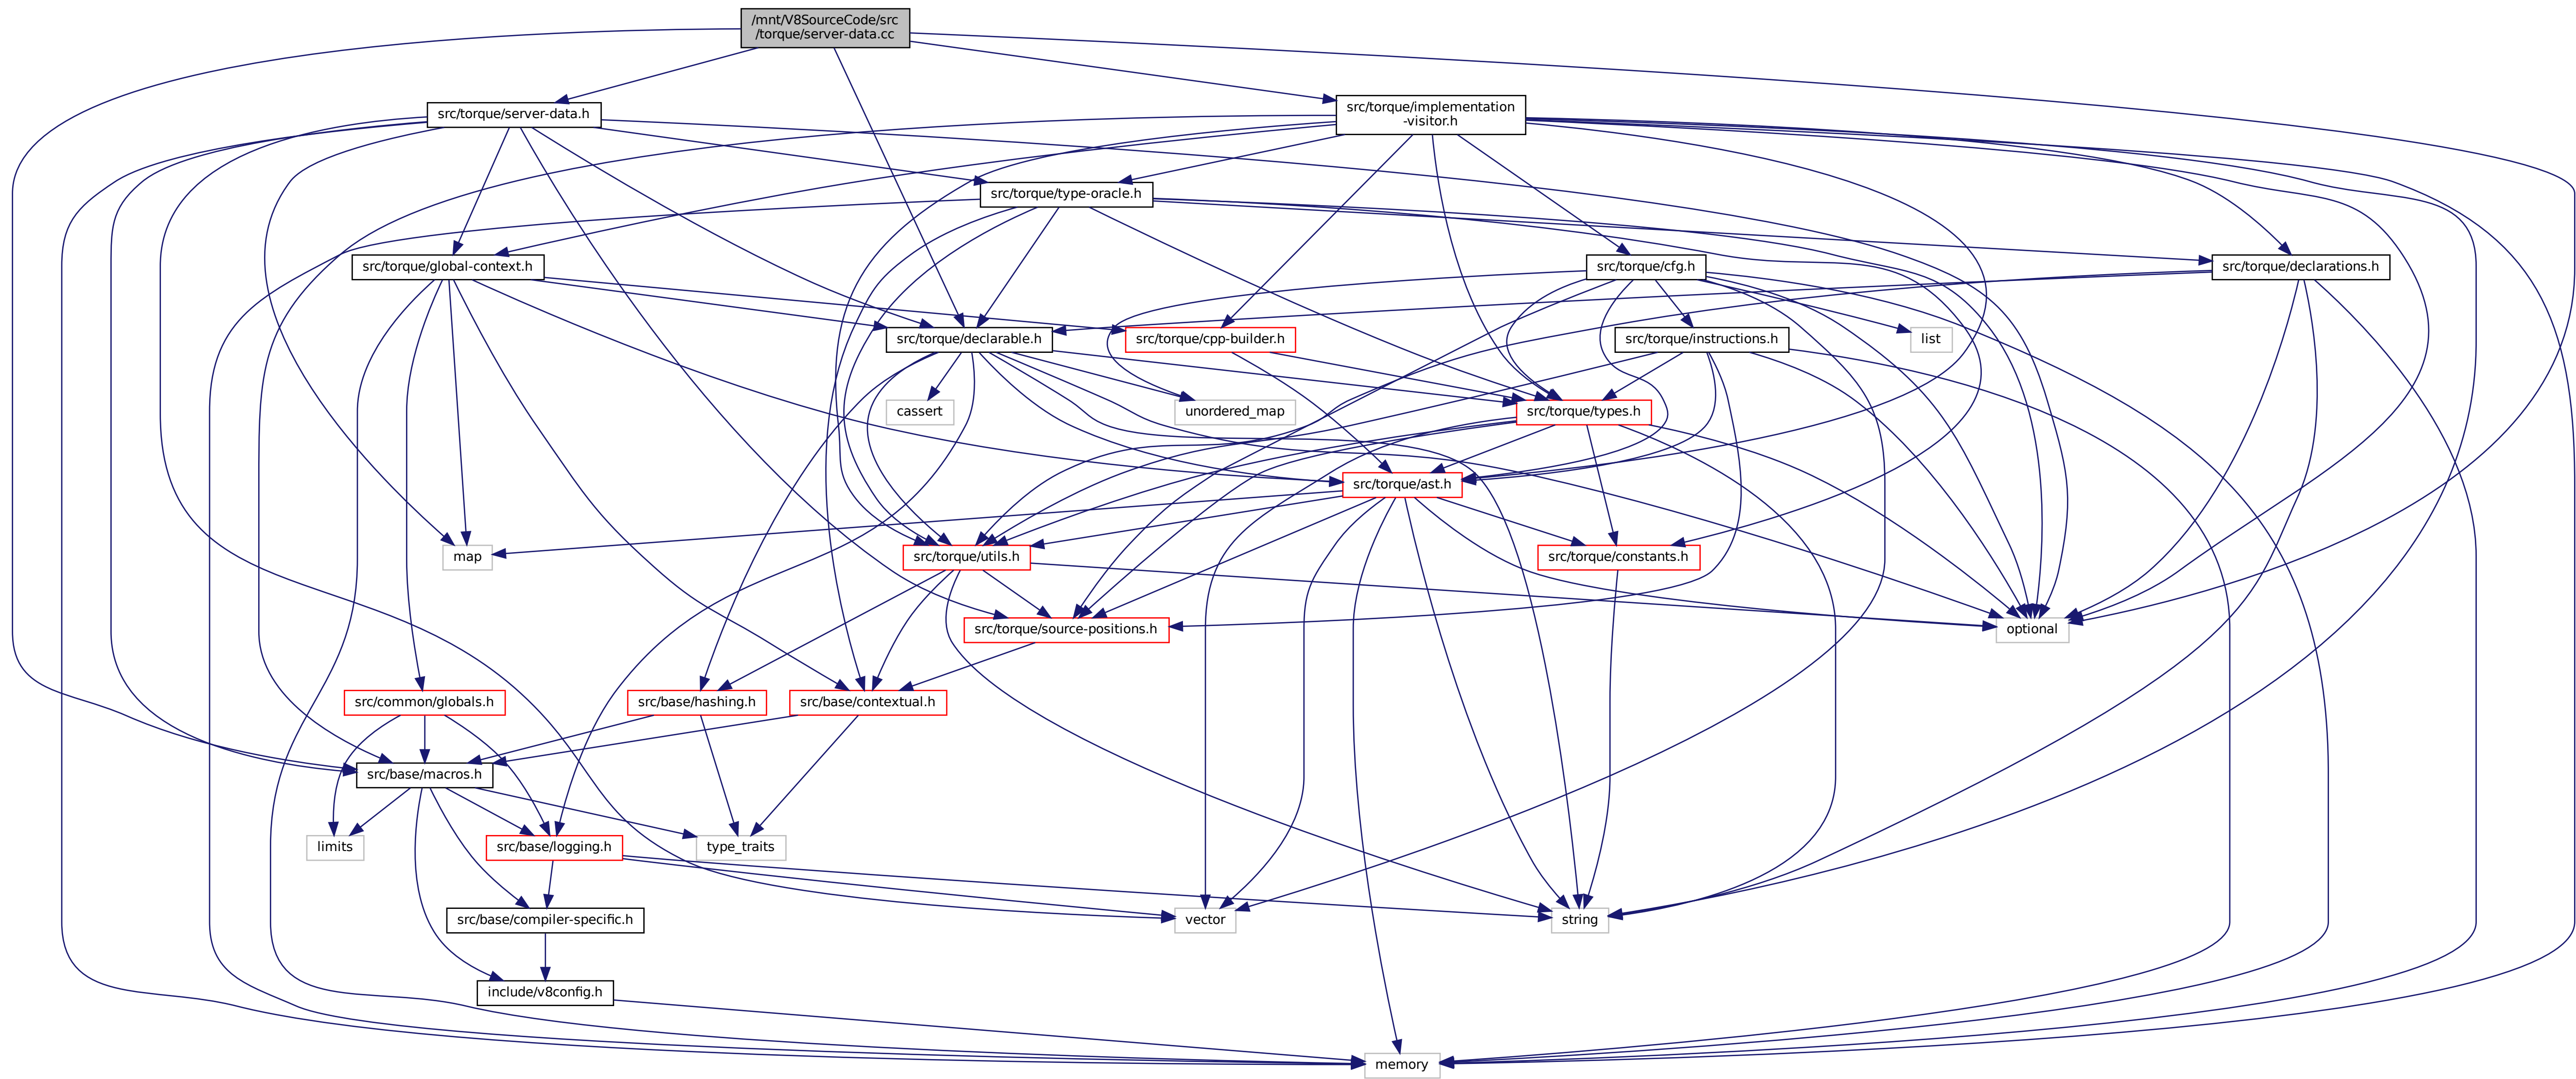 /mnt/V8SourceCode/src
/torque/server-data.cc
src/torque/server-data.h
src/torque/implementation
-visitor.h
src/torque/type-oracle.h
src/torque/global-context.h
src/torque/cfg.h
src/torque/declarations.h
src/torque/declarable.h
src/torque/cpp-builder.h
src/torque/instructions.h
list
cassert
unordered_map
src/torque/types.h
src/torque/ast.h
map
src/torque/utils.h
src/torque/constants.h
src/torque/source-positions.h
optional
src/common/globals.h
src/base/hashing.h
src/base/contextual.h
src/base/macros.h
limits
src/base/logging.h
type_traits
src/base/compiler-specific.h
vector
string
include/v8config.h
memory